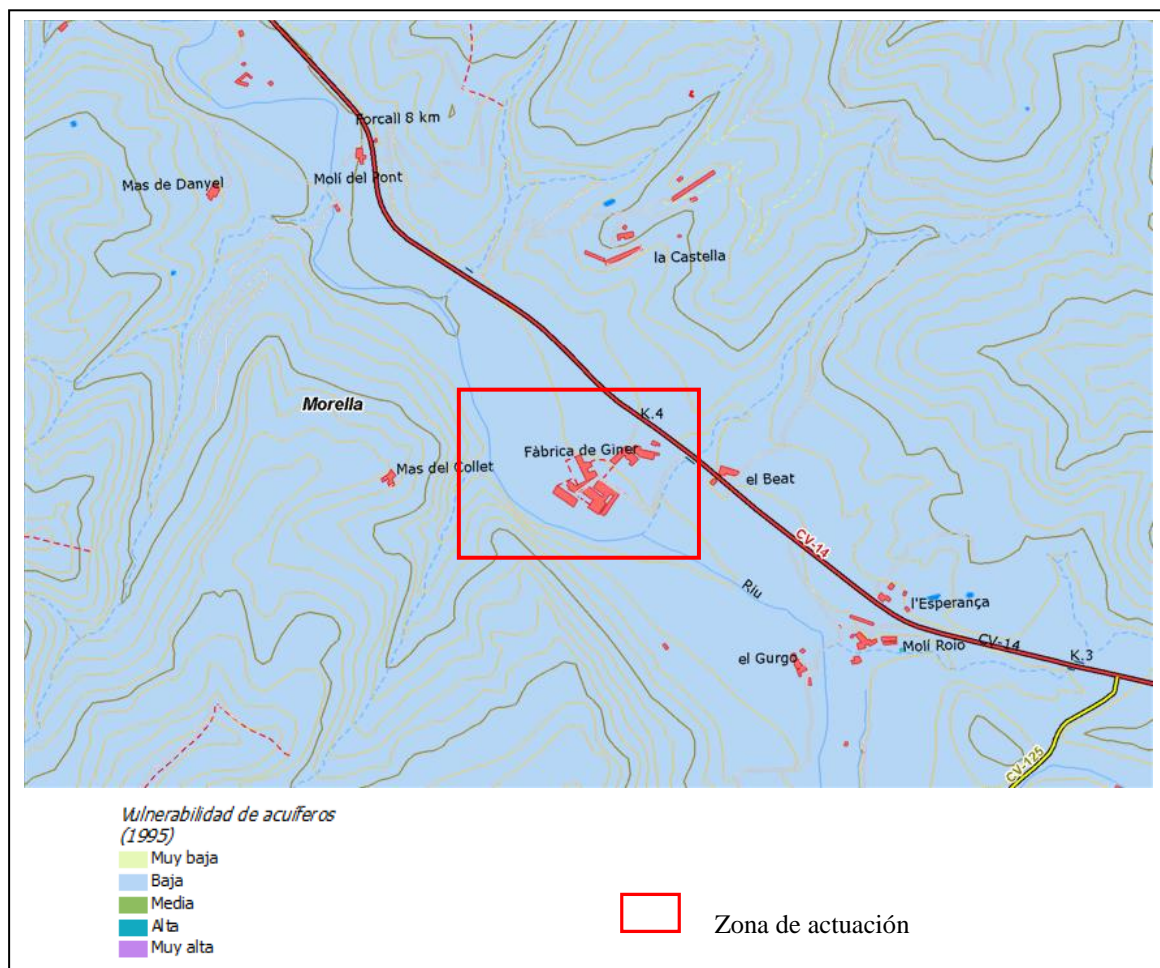 Forcall 8 km
Mas de Danyel
Molí del Pont
la Castella
Morella
K.4
Fàbrica de Giner
Mas del Collet
el Beat
CV-14
Riu
l'Esperança
CV-14
Molí Roio
K.3
el Gurgo
CV-125
Vulnerabilidad de acuíferos
(1995)
Muy baja
Baja
Media
Alta
Muy alta
Zona de actuación